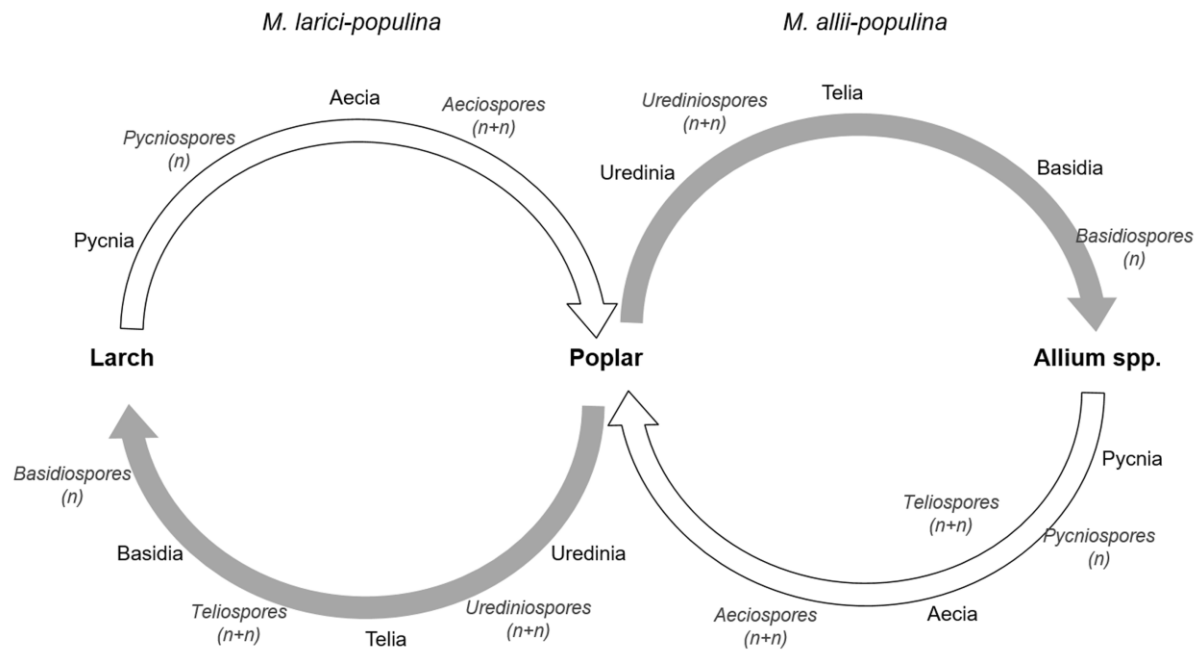 M. larici-populina
M. allii-populina
Aecia
Aeciospores
(n+n)
Pycniospores
(n)
Pycnia
Urediniospores
(n+n)
Telia
Uredinia
Basidia
Basidiospores
(n)
Larch
Poplar
Allium spp.
Basidiospores
(n)
Basidia
Teliospores
(n+n)
Telia
Urediniospores
(n+n)
Uredinia
Pycnia
Teliospores
(n+n)
Pycniospores
(n)
Aeciospores
(n+n)
Aecia